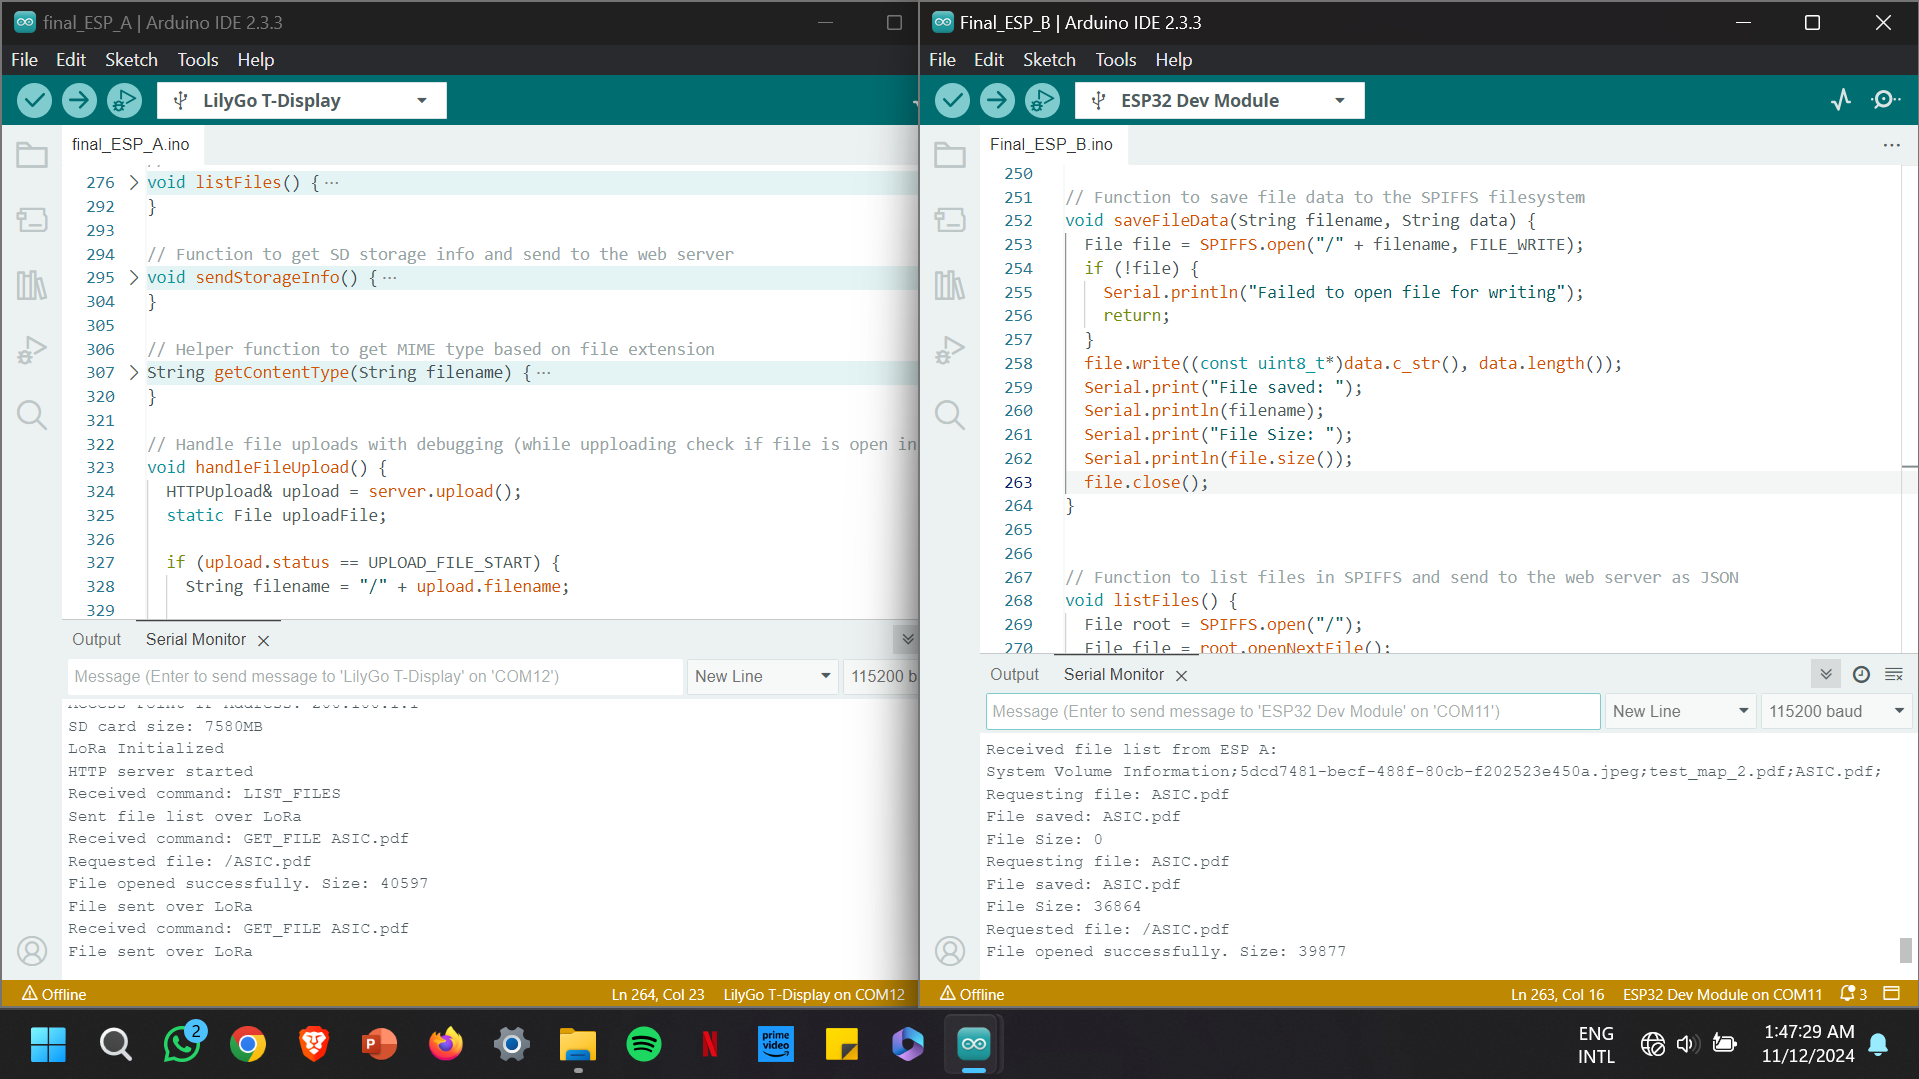 final_ESP_A | Arduino IDE 2.3.3
File Edit Sketch Tools Help
LilyGo T-Display
final_ESP_A.ino
276 void listFiles() { ...
292 }
293
294 // Function to get SD storage info and send to the web server
295 void sendStorageInfo() { ...
304 }
305
306 // Helper function to get MIME type based on file extension
307 String getContentType(String filename) { ...
320 }
321
322 // Handle file uploads with debugging (while upploading check if file is open in
323 void handleFileUpload() {
324 HTTPUpload& upload = server.upload();
325 static File uploadFile;
326
327 if (upload.status == UPLOAD_FILE_START) {
328 String filename = "/" + upload.filename;
329
Output Serial Monitor
Message (Enter to send message to 'LilyGo T-Display' on 'COM12') New Line 115200 b
Access Point IP Address: 200.100.1.1
SD card size: 7580MB
LoRa Initialized
HTTP server started
Received command: LIST_FILES
Sent file list over LoRa
Received command: GET_FILE ASIC.pdf
Requested file: /ASIC.pdf
File opened successfully. Size: 40597
File sent over LoRa
Received command: GET_FILE ASIC.pdf
File sent over LoRa
Offline Ln 264, Col 23 LilyGo T-Display on COM12
Final_ESP_B | Arduino IDE 2.3.3
File Edit Sketch Tools Help
ESP32 Dev Module
Final_ESP_B.ino
250
251 // Function to save file data to the SPIFFS filesystem
252 void saveFileData(String filename, String data) {
253 File file = SPIFFS.open("/" + filename, FILE_WRITE);
254 if (!file) {
255 Serial.println("Failed to open file for writing");
256 return;
257 }
258 file.write((const uint8_t*)data.c_str(), data.length());
259 Serial.print("File saved: ");
260 Serial.println(filename);
261 Serial.print("File Size: ");
262 Serial.println(file.size());
263 file.close();
264 }
265
266
267 // Function to list files in SPIFFS and send to the web server as JSON
268 void listFiles() {
269 File root = SPIFFS.open("/");
270 File file = root.openNextFile();
Output Serial Monitor
Message (Enter to send message to 'ESP32 Dev Module' on 'COM11') New Line 115200 baud
Received file list from ESP A:
System Volume Information;5dcd7481-becf-488f-80cb-f202523e450a.jpeg;test_map_2.pdf;ASIC.pdf;
Requesting file: ASIC.pdf
File saved: ASIC.pdf
File Size: 0
Requesting file: ASIC.pdf
File saved: ASIC.pdf
File Size: 36864
Requested file: /ASIC.pdf
File opened successfully. Size: 39877
Offline Ln 263, Col 16 ESP32 Dev Module on COM11 3
2
P
N
prime video
ENG
INTL
1:47:29 AM
11/12/2024